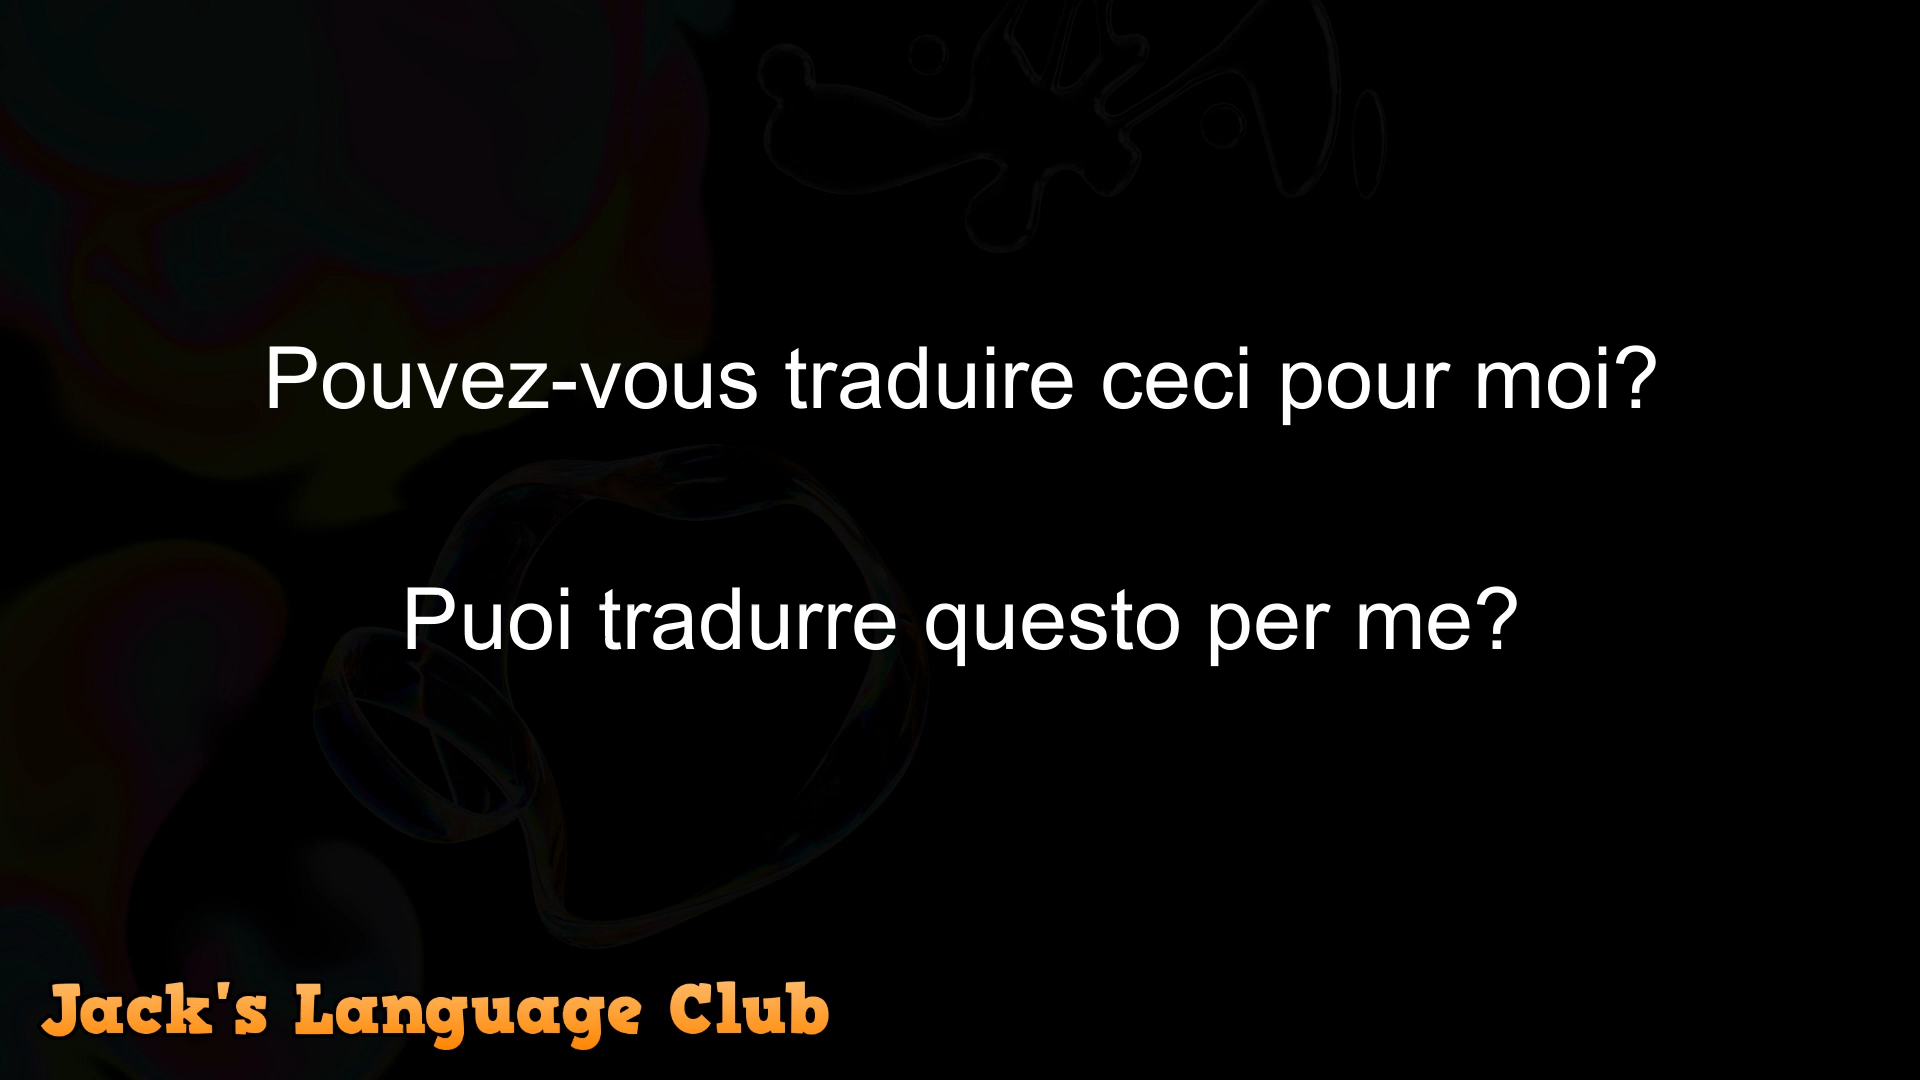 Pouvez-vous traduire ceci pour moi?
Puoi tradurre questo per me?
Jack's Language Club